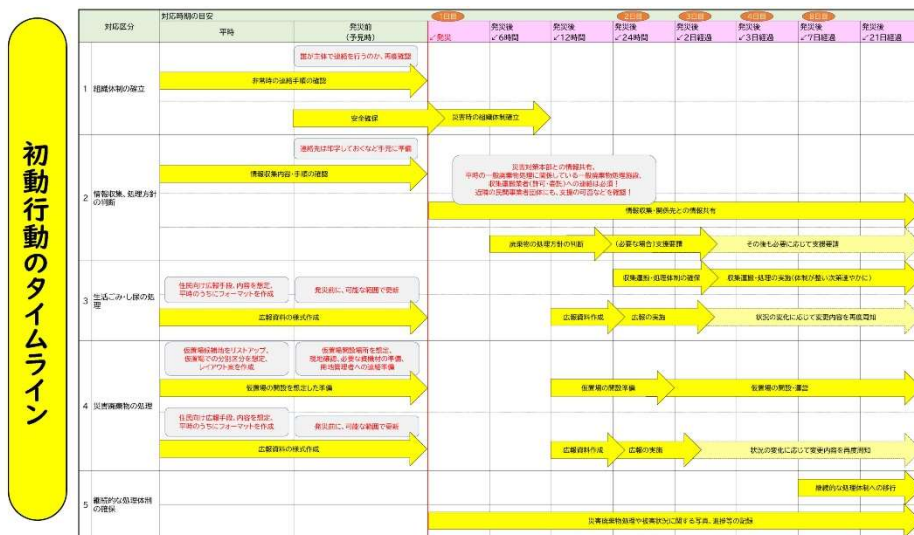 初動行動のタイムライン
対応時期の目安
1日目
2日目
3日目
4日目
8日目
対応区分
平時
発災前
(予見時)
↙発災
発災後
↙6時間
発災後
↙12時間
発災後
↙24時間
発災後
↙2日経過
発災後
↙3日経過
発災後
↙7日経過
発災後
↙21日経過
1 組織体制の確立
誰が主体で連絡を行うのか、再度確認
非常時の連絡手順の確認
安全確保
災害時の組織体制確立
2 情報収集、処理方針
の判断
連絡先は印字しておくなど手元に準備
情報収集内容・手順の確認
災害対策本部との情報共有。
平時の一般廃棄物処理に関係している一般廃棄物処理施設、
収集運搬業者(許可・委託)への連絡は必須!
近隣の民間事業者団体にも、支援の可否などを確認!
情報収集・関係先との情報共有
廃棄物の処理方針の判断
(必要な場合)支援要請
その後も必要に応じて支援要請
3 生活ごみ・し尿の処
理
収集運搬・処理体制の確保
収集運搬・処理の実施(体制が整い次第速やかに)
住民向け広報手段、内容を想定、
平時のうちにフォーマットを作成
発災前に、可能な範囲で更新
広報資料の様式作成
広報資料作成
広報の実施
状況の変化に応じて変更内容を再度周知
4 災害廃棄物の処理
仮置場候補地をリストアップ、
仮置場での分別区分を想定、
レイアウト案を作成
仮置場開設場所を想定、
現地確認、必要な資機材の準備、
用地管理者への連絡準備
仮置場の開設を想定した準備
仮置場の開設準備
仮置場の開設・運営
住民向け広報手段、内容を想定、
平時のうちにフォーマットを作成
発災前に、可能な範囲で更新
広報資料の様式作成
広報資料作成
広報の実施
状況の変化に応じて変更内容を再度周知
5 継続的な処理体制
の確保
継続的な処理体制への移行
災害廃棄物処理や被害状況に関する写真、進捗等の記録